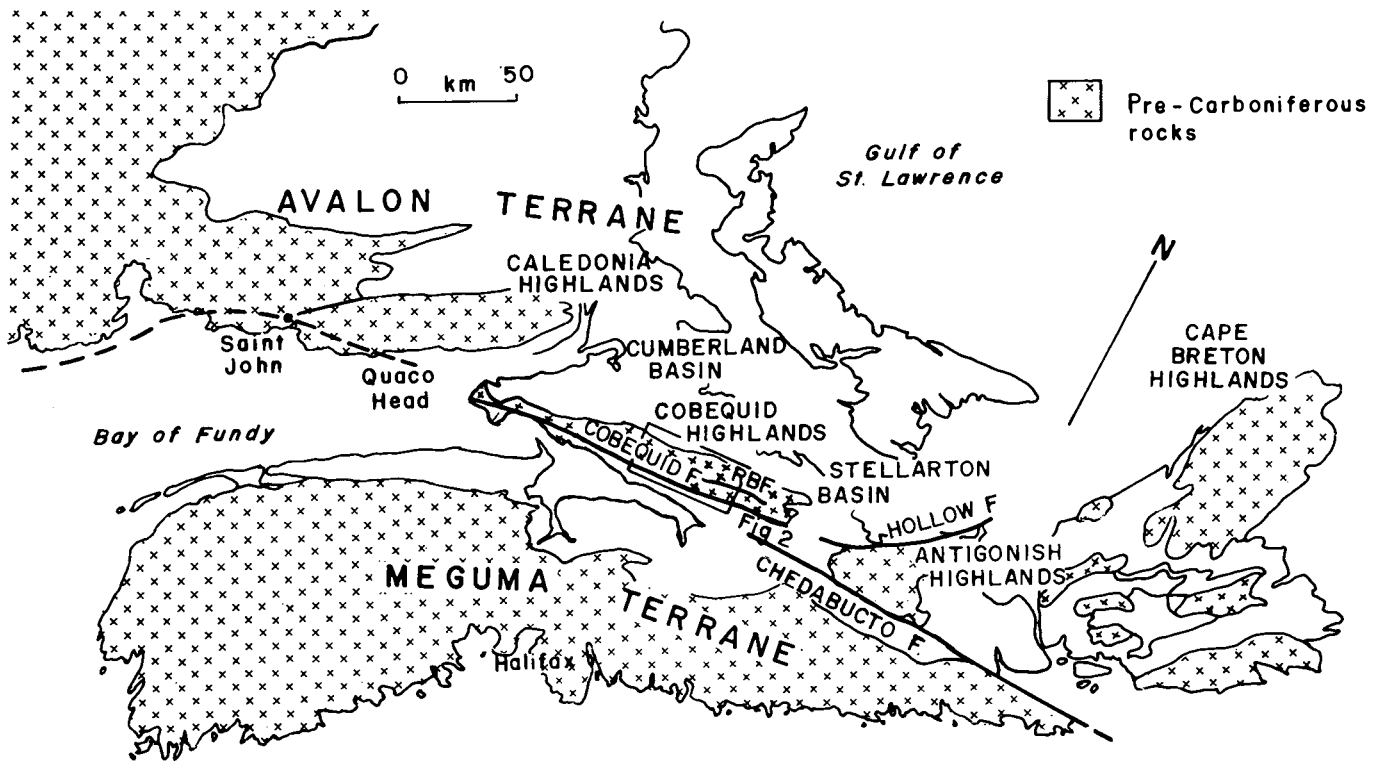 0 km 50
Pre-Carboniferous
rocks
Gulf of
St. Lawrence
AVALON TERRANE
N
CALEDONIA
HIGHLANDS
Saint
John
Quaco
Head
CUMBERLAND
BASIN
CAPE
BRETON
HIGHLANDS
Bay of Fundy
COBEQUID
HIGHLANDS
COBEQUID F
RBF
STELLARTON
BASIN
Fig 2
HOLLOW F
ANTIGONISH
HIGHLANDS
CHEDABUCTO F
MEGUMA TERRANE
Halifax